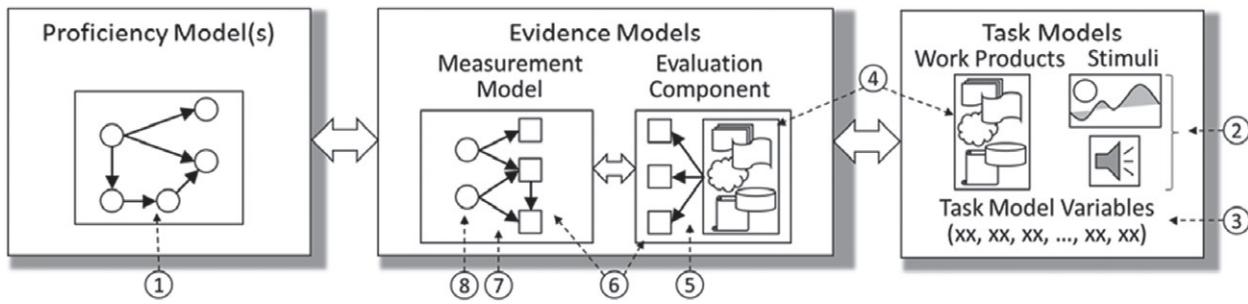 Proficiency Model(s)
Evidence Models
Measurement
Model
Evaluation
Component
Task Models
Work Products
Stimuli
Task Model Variables
(xx, xx, xx, ..., xx, xx)
1
8
7
6
5
4
2
3